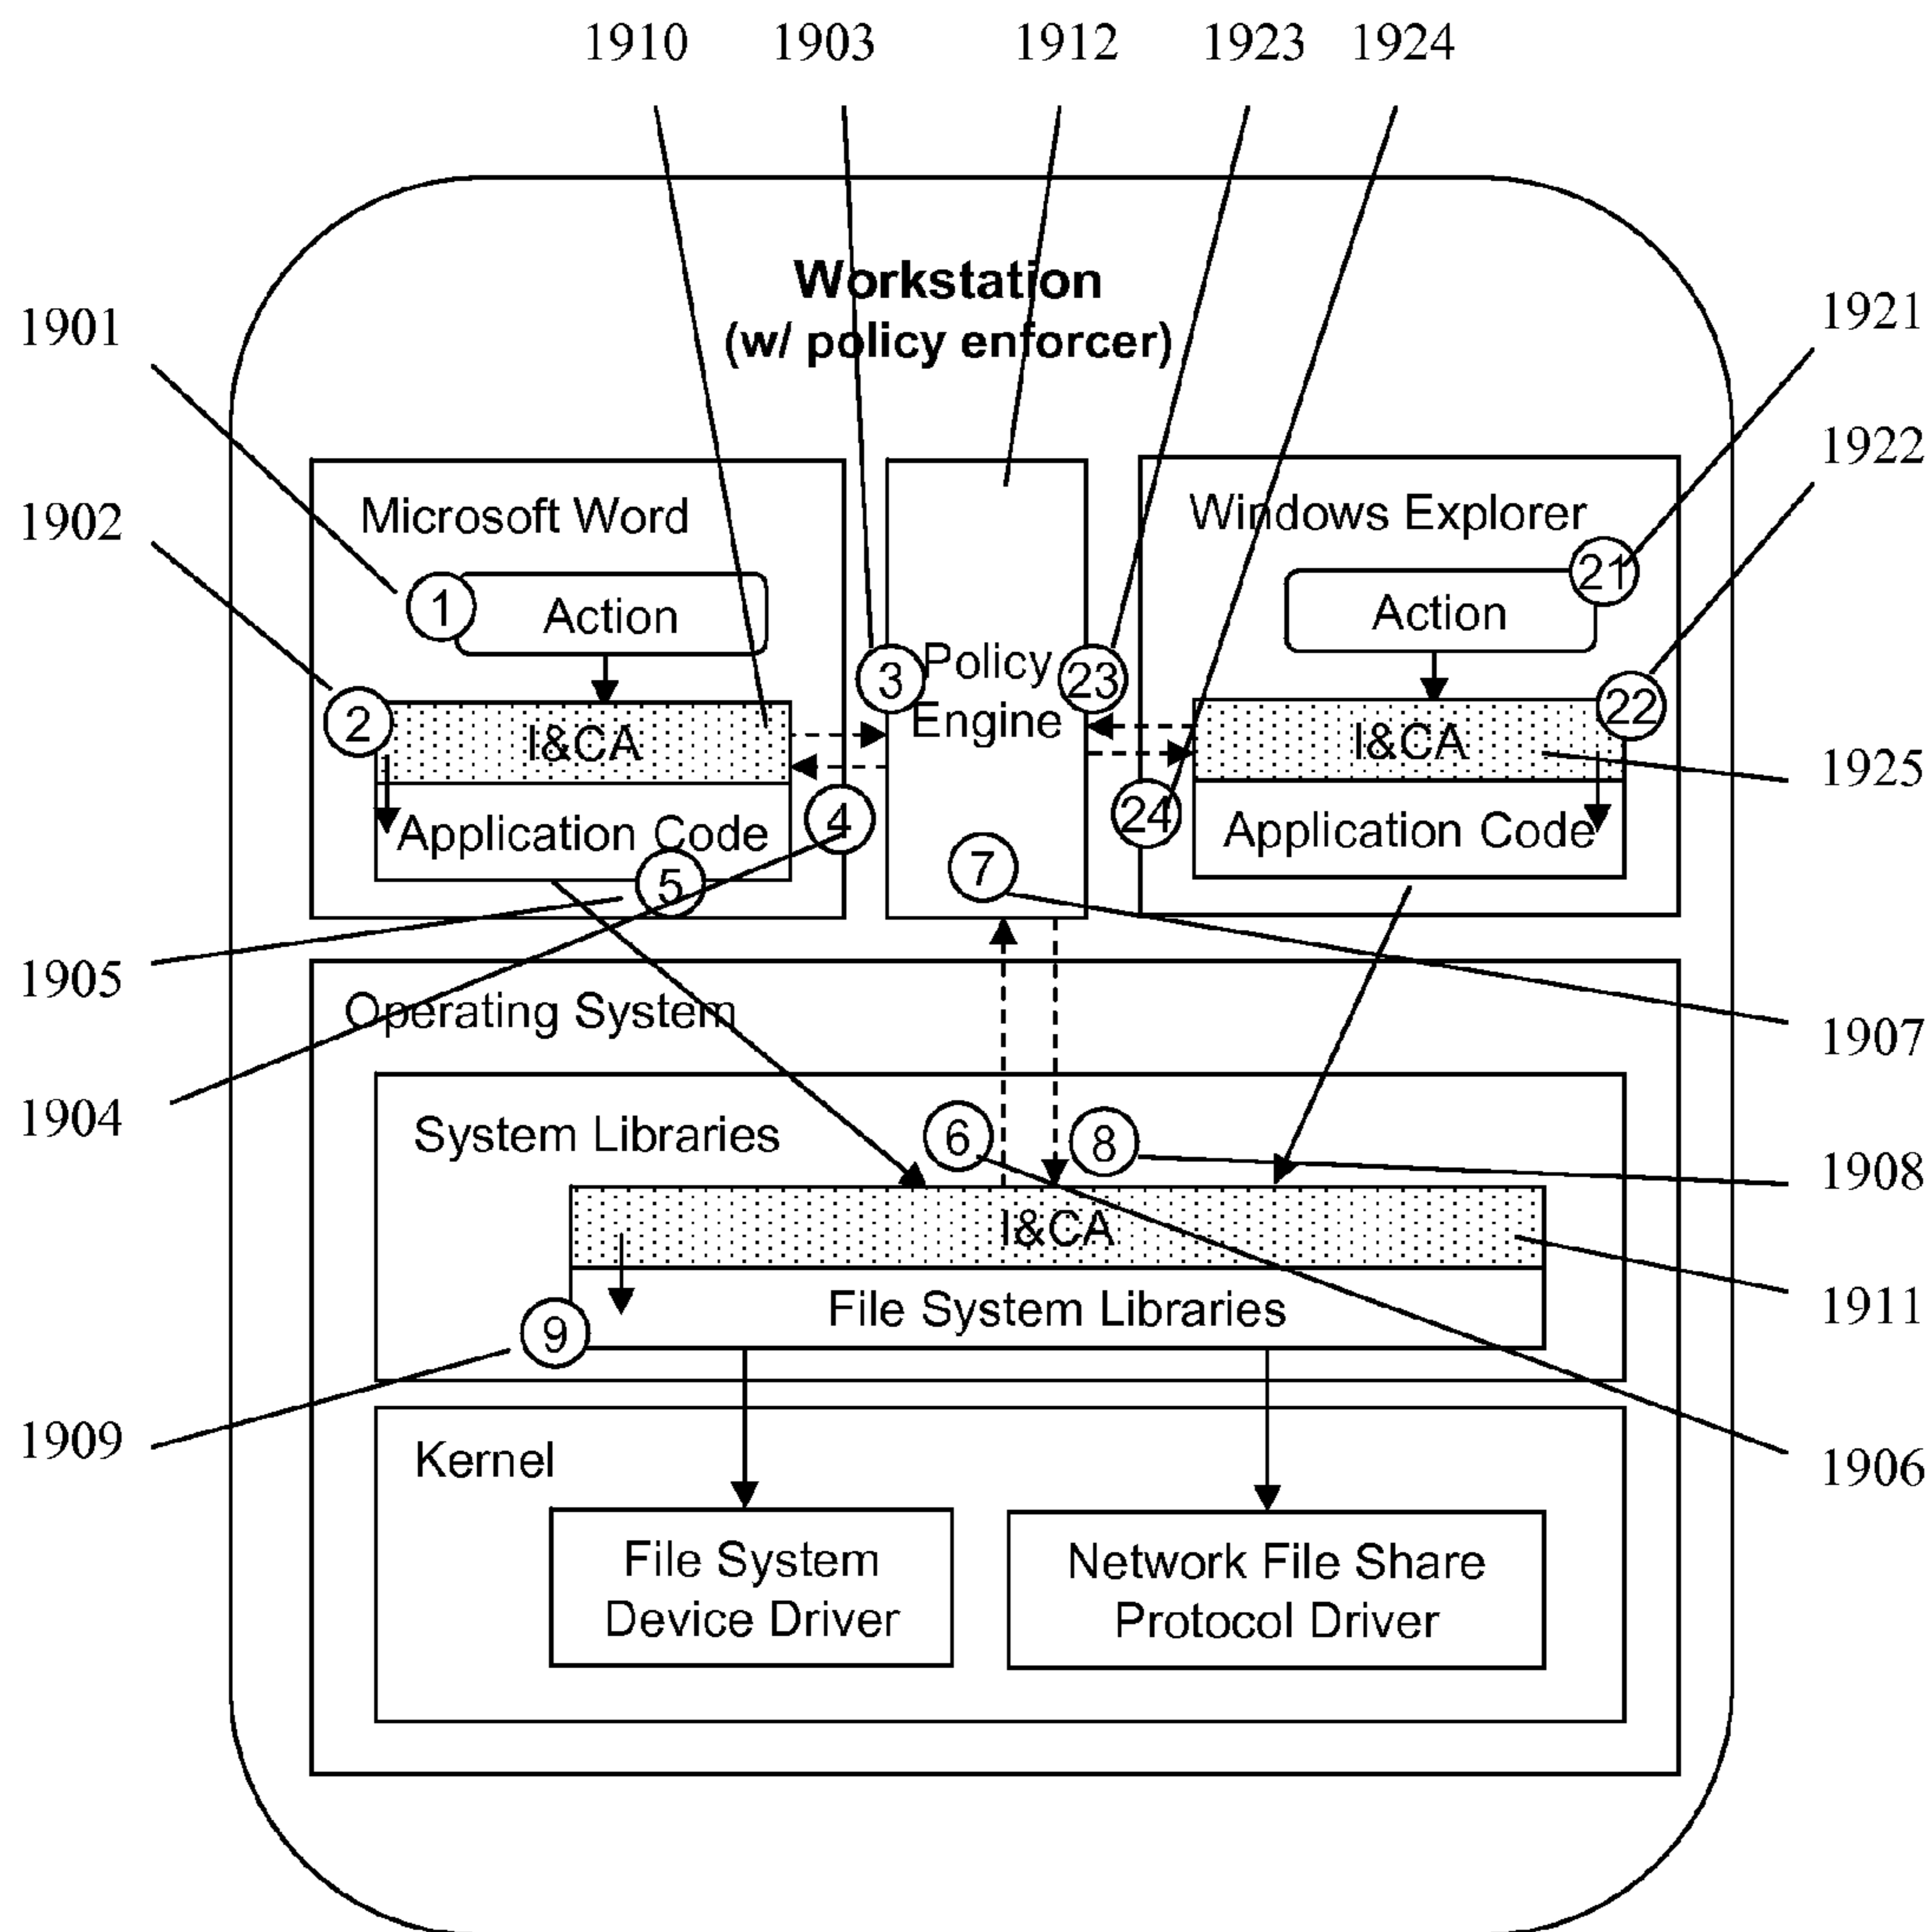 1910 1903 1912 1923 1924
Workstation
(w/ policy enforcer)
1901
1902
1921
1922
Microsoft Word
Windows Explorer
1
Action
21
Action
2
I&CA
3
Policy
Engine
23
22
I&CA
1925
4
Application Code
5
7
24
Application Code
1905
1904
Operating System
1907
System Libraries
6
8
1908
I&CA
1911
File System Libraries
9
1909
Kernel
1906
File System
Device Driver
Network File Share
Protocol Driver